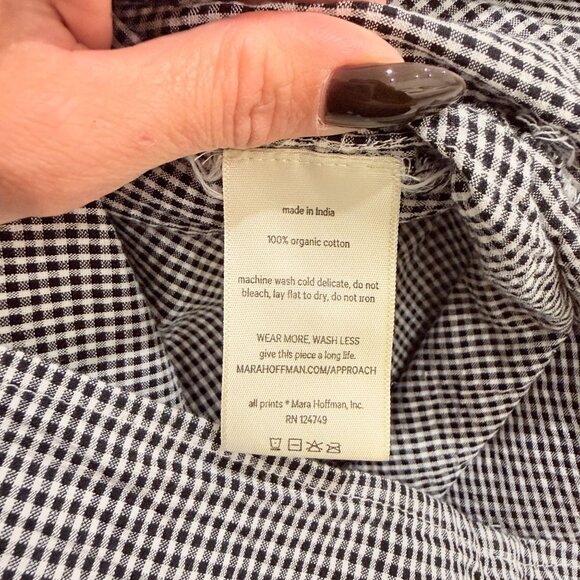 made in India
100% organic cotton
machine wash cold delicate, do not
bleach, lay flat to dry, do not iron
WEAR MORE, WASH LESS
give this piece a long life.
MARAHOFFMAN.COM/APPROACH
all prints ® Mara Hoffman, Inc.
RN 124749